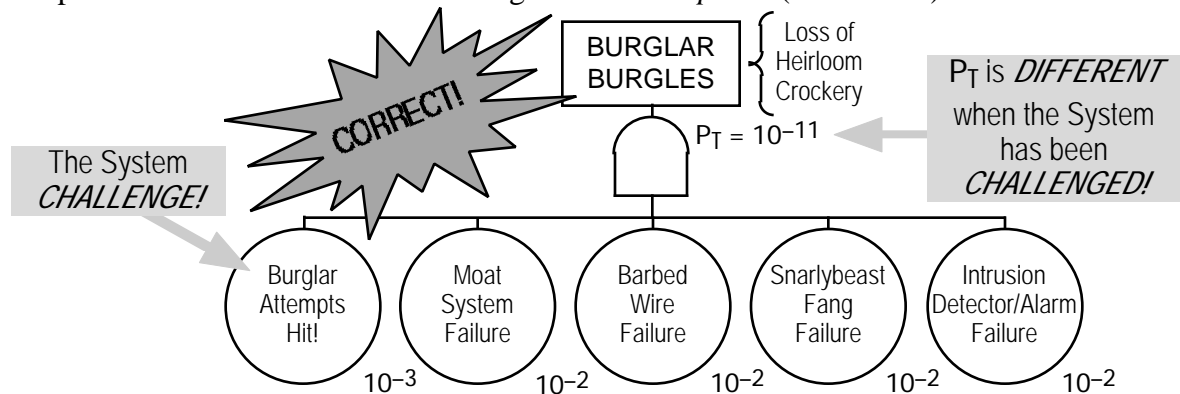 BURGLAR
BURGLES
Loss of
Heirloom
Crockery
CORRECT!
PT = 10–11
PT is DIFFERENT
when the System
has been
CHALLENGED!
The System
CHALLENGE!
Burglar
Attempts
Hit!
10–3
Moat
System
Failure
10–2
Barbed
Wire
Failure
10–2
Snarlybeast
Fang
Failure
10–2
Intrusion
Detector/Alarm
Failure
10–2